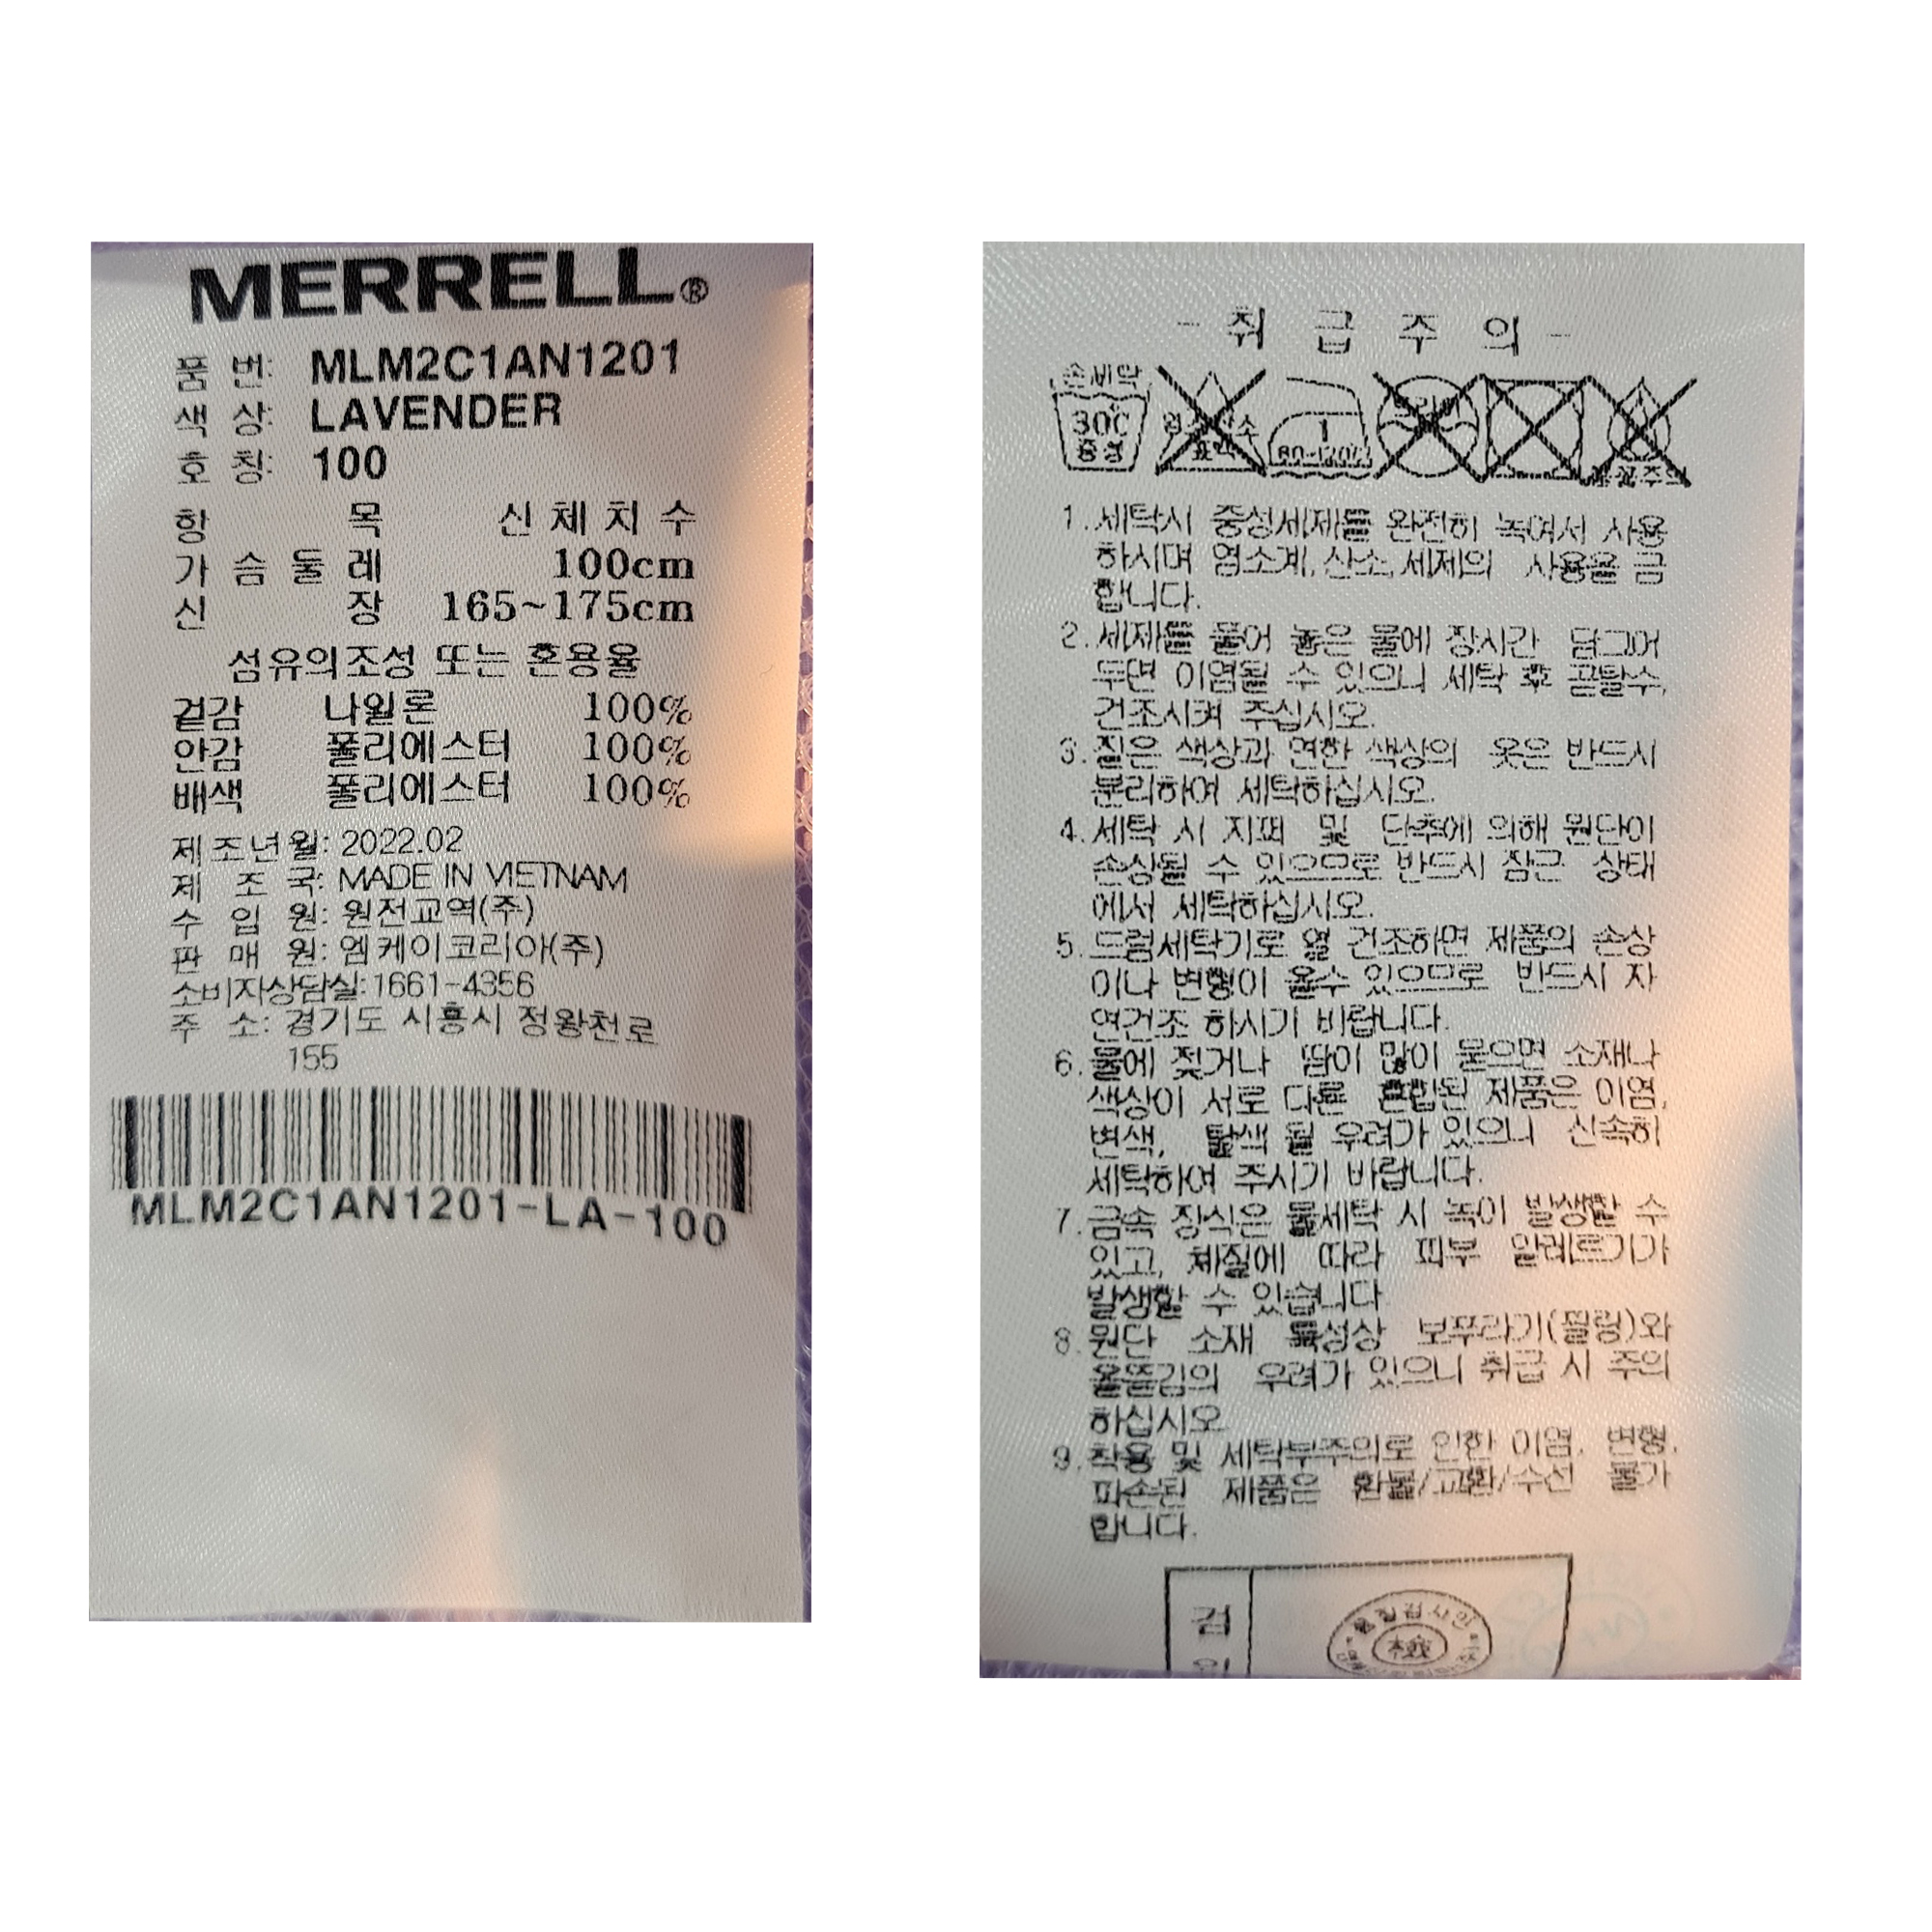 MERRELL®
품 번: MLM2C1AN1201
색 상: LAVENDER
호 칭: 100
항 목 신체치수
가슴둘레 100cm
신 장 165~175cm
섬유의조성 또는 혼용율
겉감 나일론 100%
안감 폴리에스터 100%
배색 폴리에스터 100%
제조년월: 2022.02
제 조 국: MADE IN VIETNAM
수 입 원: 원전교역(주)
판 매 원: 엠케이코리아(주)
소비자상담실:1661-4356
주 소: 경기도 시흥시 정왕천로
155
MLM2C1AN1201-LA-100
- 취 급 주 의 -
손세탁
30C
중성
염소산소
표백
1
80~120℃
드라이
1. 세탁시 중성세제를 완전히 녹여서 사용
하시며 염소계, 산소, 세제의 사용을 금
합니다.
2. 세제를 풀어 놓은 물에 장시간 담그어
두면 이염될 수 있으니 세탁 후 곧탈수,
건조시켜 주십시오.
3. 짙은 색상과 연한 색상의 옷은 반드시
분리하여 세탁하십시오.
4. 세탁 시 지퍼 및 단추에 의해 원단이
손상될 수 있으므로 반드시 잠근 상태
에서 세탁하십시오.
5. 드럼세탁기로 열 건조하면 제품의 손상
이나 변형이 올수 있으므로 반드시 자
연건조 하시기 바랍니다.
6. 물에 젖거나 땀이 많이 묻으면 소재나
색상이 서로 다른 혼합된 제품은 이염,
변색, 탈색 될 우려가 있으니 신속히
세탁하여 주시기 바랍니다.
7. 금속 장식은 물세탁 시 녹이 발생할 수
있고, 체질에 따라 피부 알레르기가
발생할 수 있습니다.
8. 원단 소재 특성상 보푸라기(필링)와
올뜯김의 우려가 있으니 취급 시 주의
하십시오
9. 착용 및 세탁부주의로 인한 이염, 변형,
파손된 제품은 환불/교환/수선 불가
합니다.
검
품질검사인